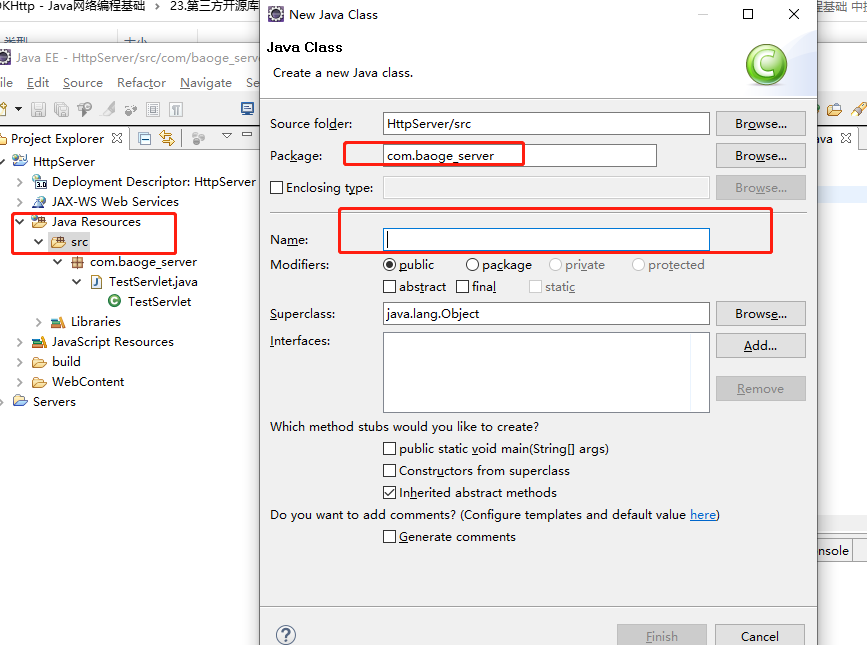 OKHttp - Java网络编程基础 › 23.第三方开源库
New Java Class
Java EE - HttpServer/src/com/baoge_serv
Edit Source Refactor Navigate Se
Project Explorer
HttpServer
Deployment Descriptor: HttpServer
JAX-WS Web Services
Java Resources
src
com.baoge_server
TestServlet.java
TestServlet
Libraries
JavaScript Resources
build
WebContent
Servers
Java Class
Create a new Java class.
Source folder: HttpServer/src Browse...
Package: com.baoge_server Browse...
Enclosing type: Browse...
Name:
Modifiers: public package private protected
abstract final static
Superclass: java.lang.Object Browse...
Interfaces: Add...
Remove
Which method stubs would you like to create?
public static void main(String[] args)
Constructors from superclass
Inherited abstract methods
Do you want to add comments? (Configure templates and default value here)
Generate comments
? Finish Cancel
ava
nsole